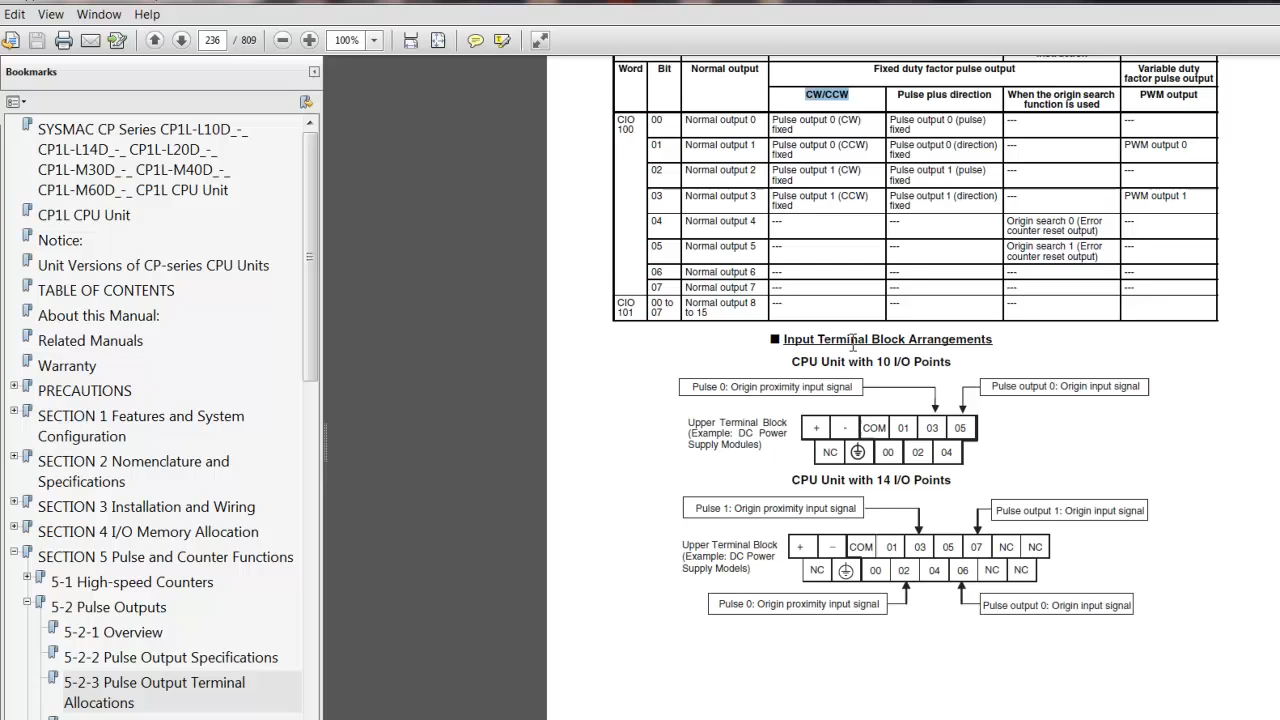 Edit View Window Help
236 / 809 100%
Bookmarks
SYSMAC CP Series CP1L-L10D_-_
CP1L-L14D_-_ CP1L-L20D_-_
CP1L-M30D_-_ CP1L-M40D_-_
CP1L-M60D_-_ CP1L CPU Unit
CP1L CPU Unit
Notice:
Unit Versions of CP-series CPU Units
TABLE OF CONTENTS
About this Manual:
Related Manuals
Warranty
PRECAUTIONS
SECTION 1 Features and System
Configuration
SECTION 2 Nomenclature and
Specifications
SECTION 3 Installation and Wiring
SECTION 4 I/O Memory Allocation
SECTION 5 Pulse and Counter Functions
5-1 High-speed Counters
5-2 Pulse Outputs
5-2-1 Overview
5-2-2 Pulse Output Specifications
5-2-3 Pulse Output Terminal
Allocations
Word Bit Normal output Fixed duty factor pulse output Variable duty
factor pulse output
CW/CCW Pulse plus direction When the origin search
function is used PWM output
CIO
100 00 Normal output 0 Pulse output 0 (CW)
fixed Pulse output 0 (pulse)
fixed --- ---
01 Normal output 1 Pulse output 0 (CCW)
fixed Pulse output 0 (direction)
fixed --- PWM output 0
02 Normal output 2 Pulse output 1 (CW)
fixed Pulse output 1 (pulse)
fixed --- ---
03 Normal output 3 Pulse output 1 (CCW)
fixed Pulse output 1 (direction)
fixed --- PWM output 1
04 Normal output 4 --- --- Origin search 0 (Error
counter reset output) ---
05 Normal output 5 --- --- Origin search 1 (Error
counter reset output) ---
06 Normal output 6 --- --- --- ---
07 Normal output 7 --- --- --- ---
CIO
101 00 to
07 Normal output 8
to 15 --- --- ---
■ Input Terminal Block Arrangements
CPU Unit with 10 I/O Points
Pulse 0: Origin proximity input signal Pulse output 0: Origin input signal
Upper Terminal Block
(Example: DC Power
Supply Modules)
+ - COM 01 03 05
NC 00 02 04
CPU Unit with 14 I/O Points
Pulse 1: Origin proximity input signal Pulse output 1: Origin input signal
Upper Terminal Block
(Example: DC Power
Supply Models)
+ − COM 01 03 05 07 NC NC
NC 00 02 04 06 NC NC
Pulse 0: Origin proximity input signal Pulse output 0: Origin input signal